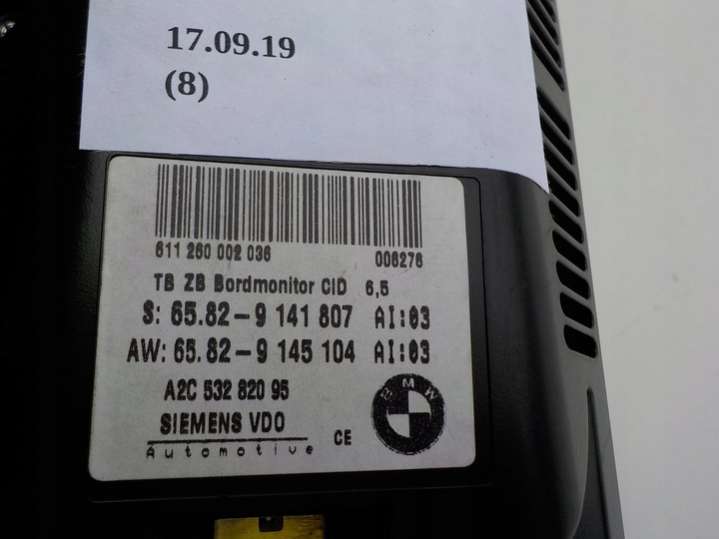 17.09.19
(8)
611 260 002 036 006276
TB ZB Bordmonitor CID 6,5
S: 65.82-9 141 807 AI:03
AW: 65.82-9 145 104 AI:03
A2C 532 820 95
SIEMENS VDO
Automotive CE
BMW